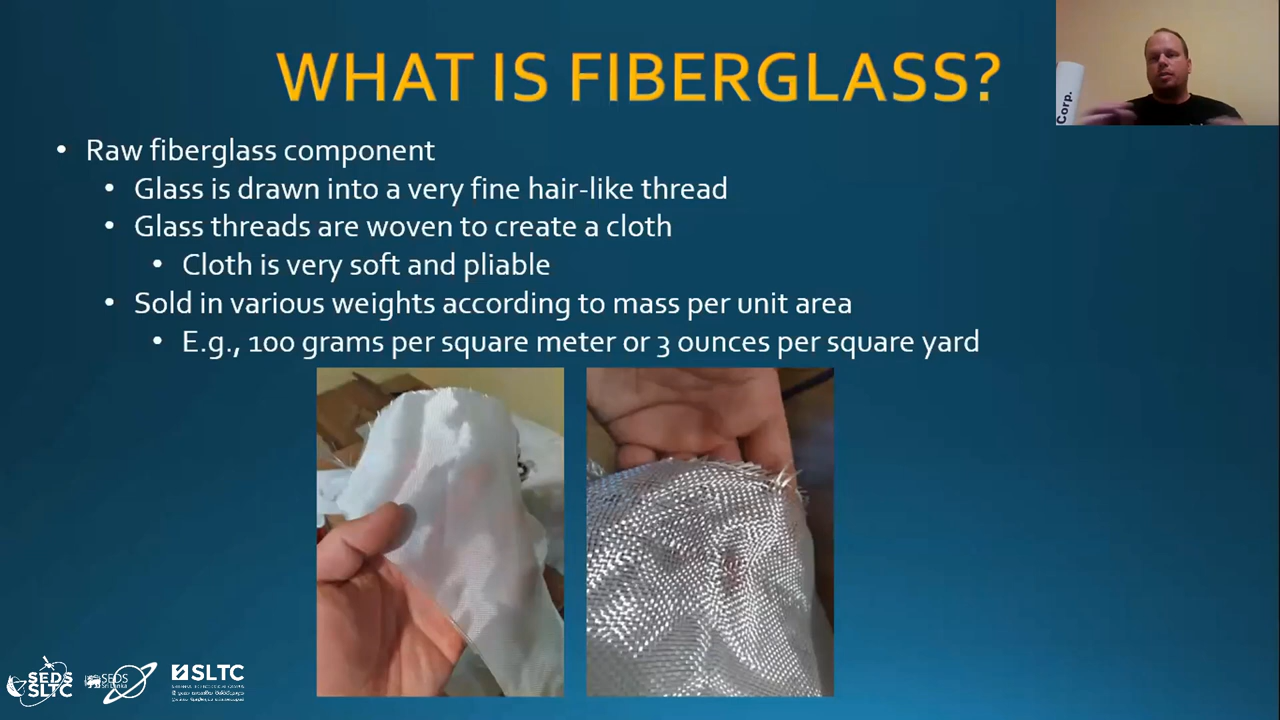 WHAT IS FIBERGLASS?
Corp.
• Raw fiberglass component
• Glass is drawn into a very fine hair-like thread
• Glass threads are woven to create a cloth
• Cloth is very soft and pliable
• Sold in various weights according to mass per unit area
• E.g., 100 grams per square meter or 3 ounces per square yard
SEDS
SLTC
SEDS
Sri Lanka
SLTC